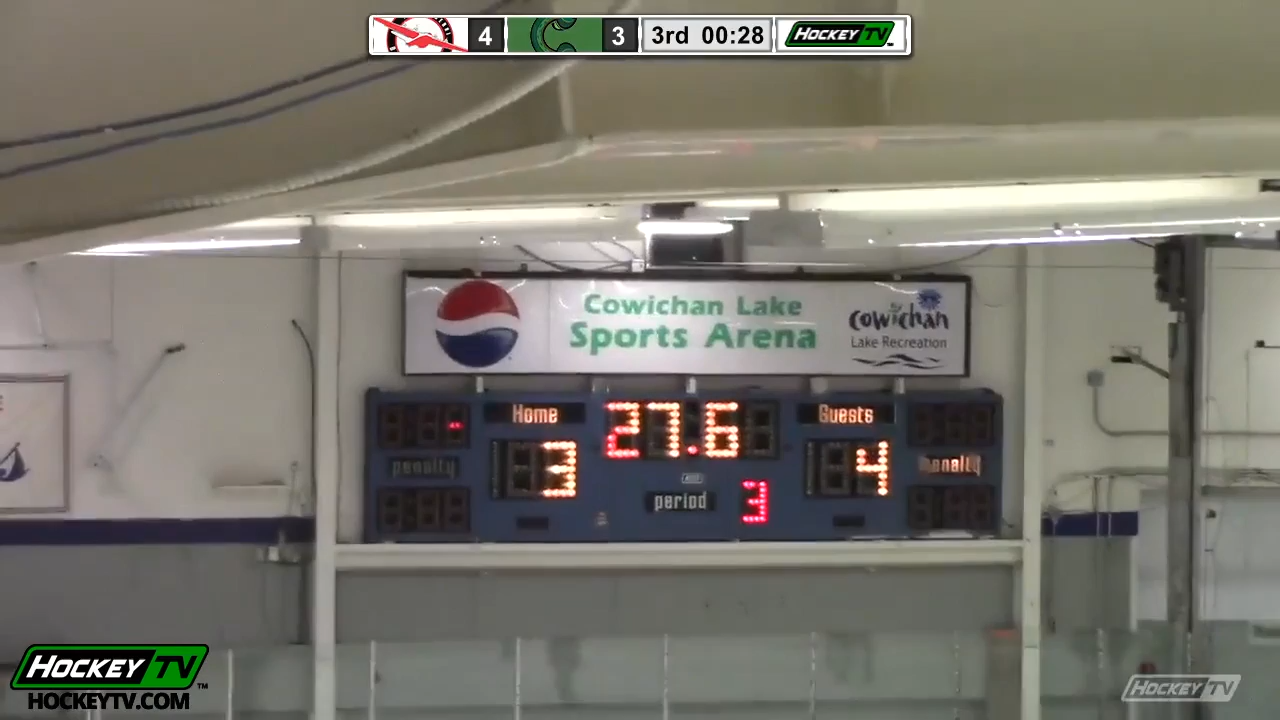 4 3 3rd 00:28 HOCKEY TV
Cowichan Lake
Sports Arena
Cowichan
Lake Recreation
Home 27.6 Guests
3 4
penalty penalty
period 3
HOCKEY TV™
HOCKEYTV.COM
HOCKEY TV